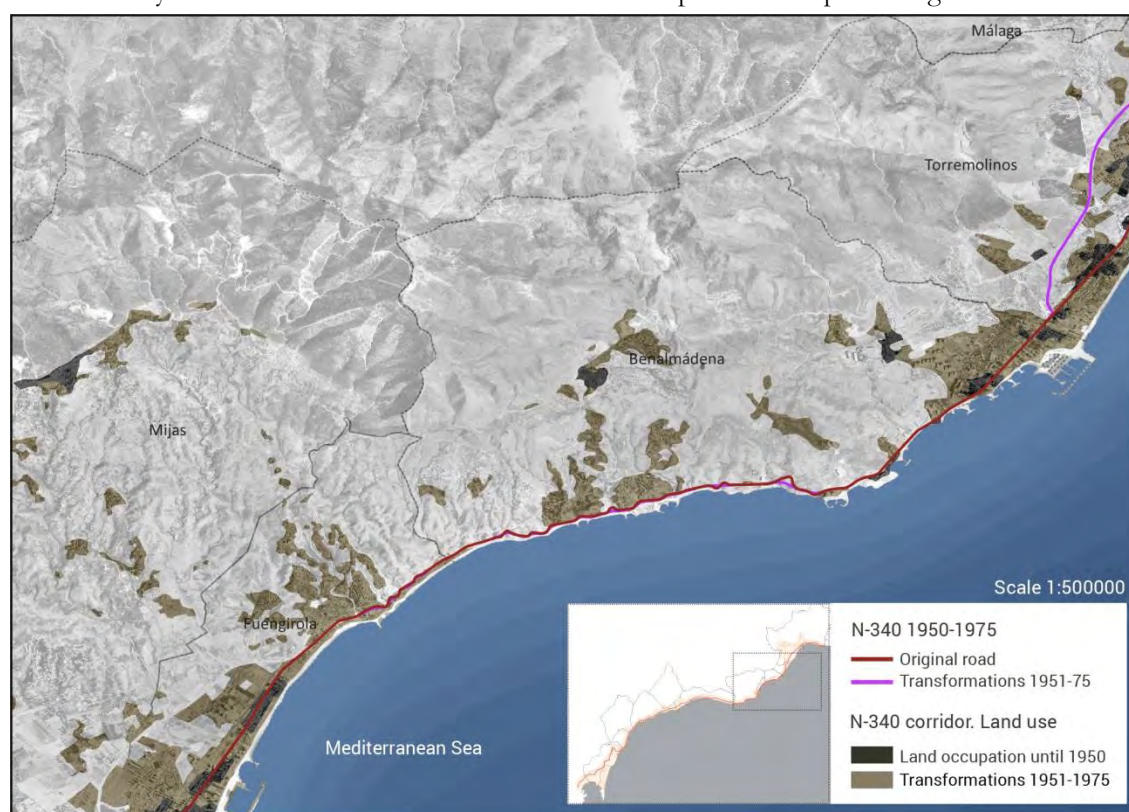 Málaga
Torremolinos
Benalmádena
Mijas
Fuengirola
Mediterranean Sea
Scale 1:500000
N-340 1950-1975
Original road
Transformations 1951-75
N-340 corridor. Land use
Land occupation until 1950
Transformations 1951-1975